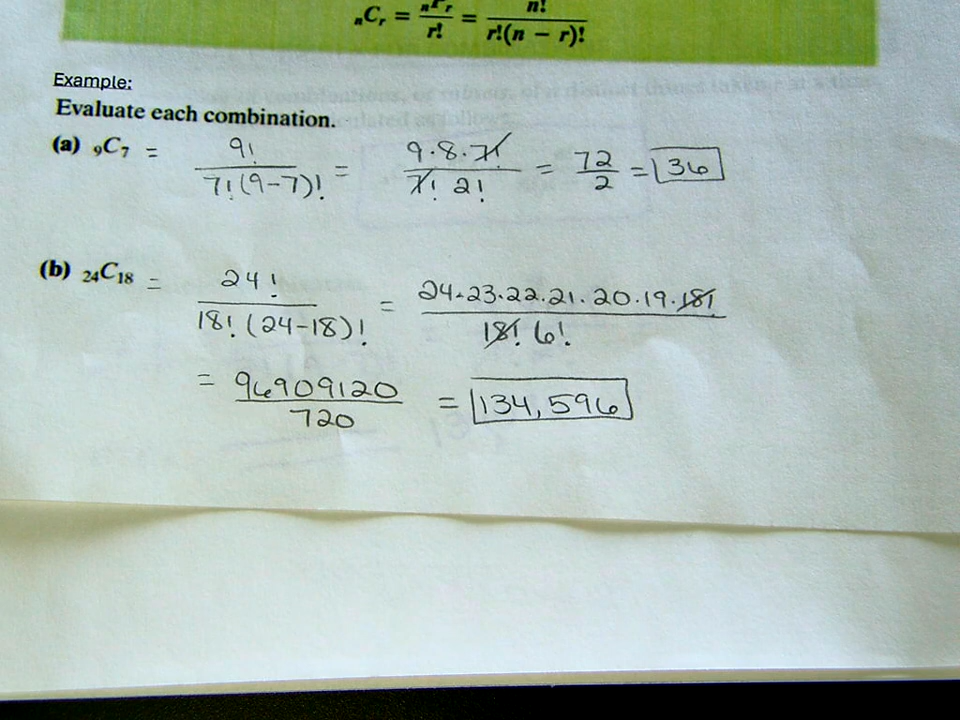 nCr = nPr/r! = n!/r!(n − r)!
Example:
Evaluate each combination.
(a) 9C7 = 9!/7!(9-7)! = 9·8·7!/7! 2! = 72/2 = 36
(b) 24C18 = 24!/18!(24-18)! = 24·23·22·21·20·19·18!/18! 6!
= 96909120/720 = 134,596